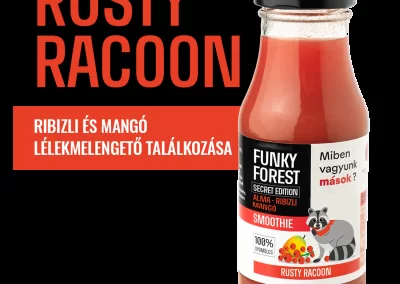 RUSTY
RACOON
RIBIZLI ÉS MANGÓ
LÉLEKMELENGETŐ TALÁLKOZÁSA
FUNKY
FOREST
SECRET EDITION
ALMA - RIBIZLI
MANGÓ
SMOOTHIE
100%
GYÜMÖLCS
RUSTY RACOON
Miben
vagyunk
mások?